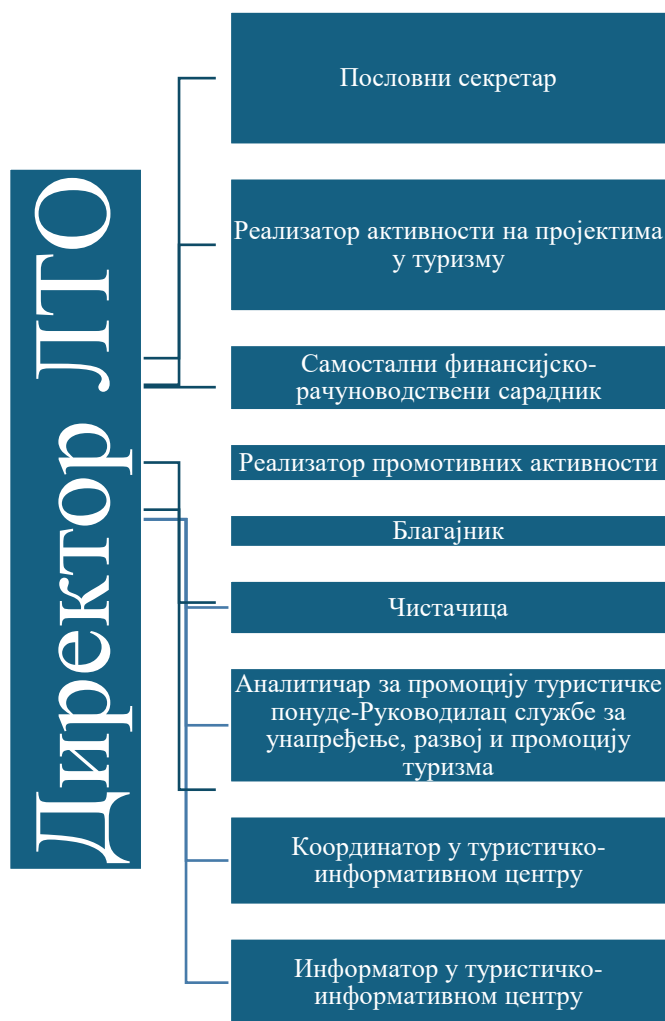 Директор ЛТО
Пословни секретар
Реализатор активности на пројектима
у туризму
Самостални финансијско-
рачуноводствени сарадник
Реализатор промотивних активности
Благајник
Чистачица
Аналитичар за промоцију туристичке
понуде-Руководилац службе за
унапређење, развој и промоцију
туризма
Координатор у туристичко-
информативном центру
Информатор у туристичко-
информативном центру